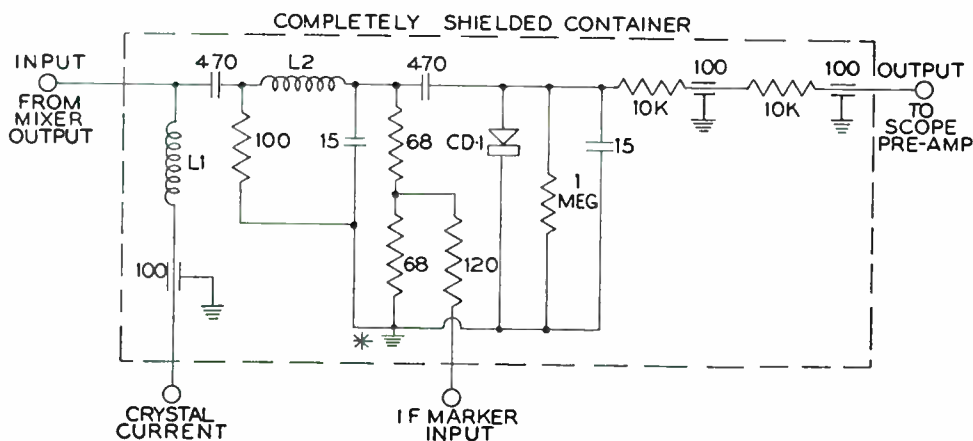 COMPLETELY SHIELDED CONTAINER
INPUT
FROM
MIXER
OUTPUT
470
L2
470
100
100
OUTPUT
TO
SCOPE
PRE-AMP
10K
10K
L1
100
15
68
CD-1
1
MEG
15
68
120
100
*
CRYSTAL
CURRENT
IF MARKER
INPUT